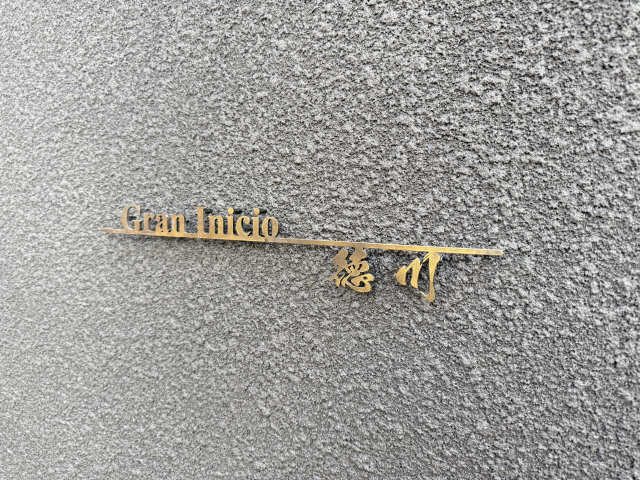 Gran Inicio
徳川